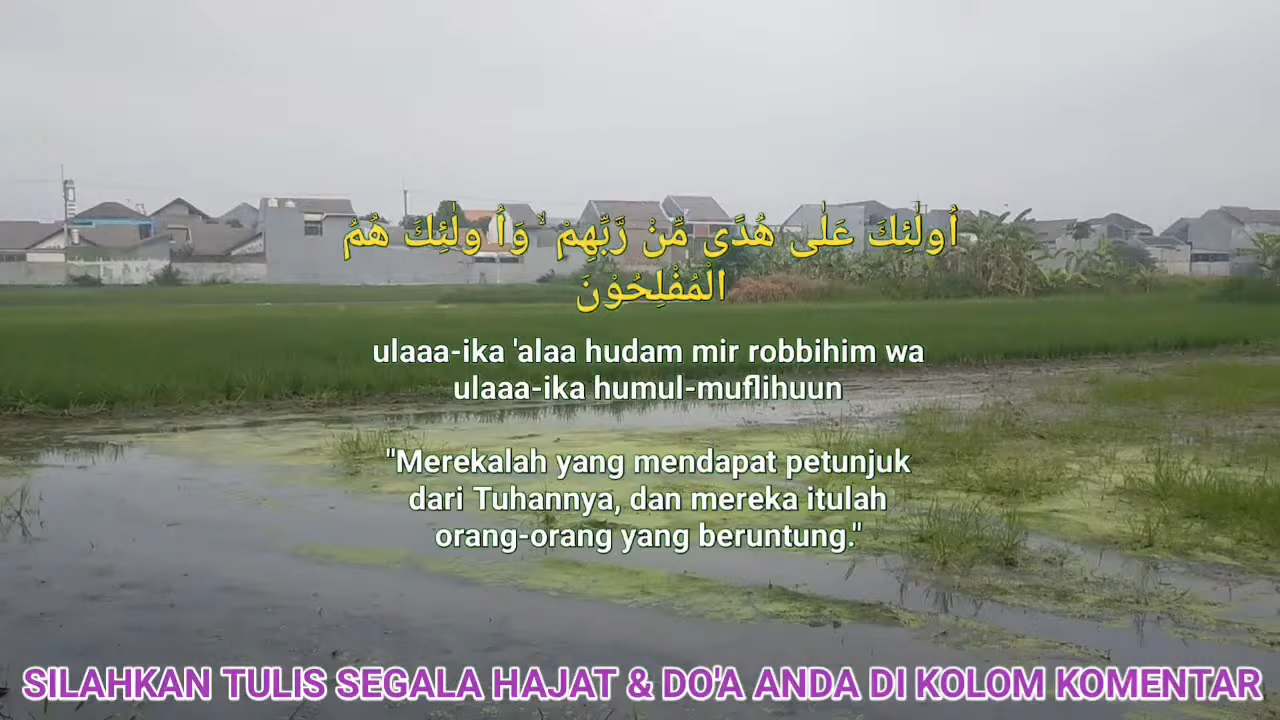 اُولٰۤىِٕكَ عَلٰى هُدًى مِّنْ رَّبِّهِمْ ۙ وَاُولٰۤىِٕكَ هُمُ
الْمُفْلِحُوْنَ
ulaaa-ika 'alaa hudam mir robbihim wa
ulaaa-ika humul-muflihuun
"Merekalah yang mendapat petunjuk
dari Tuhannya, dan mereka itulah
orang-orang yang beruntung."
SILAHKAN TULIS SEGALA HAJAT & DO'A ANDA DI KOLOM KOMENTAR